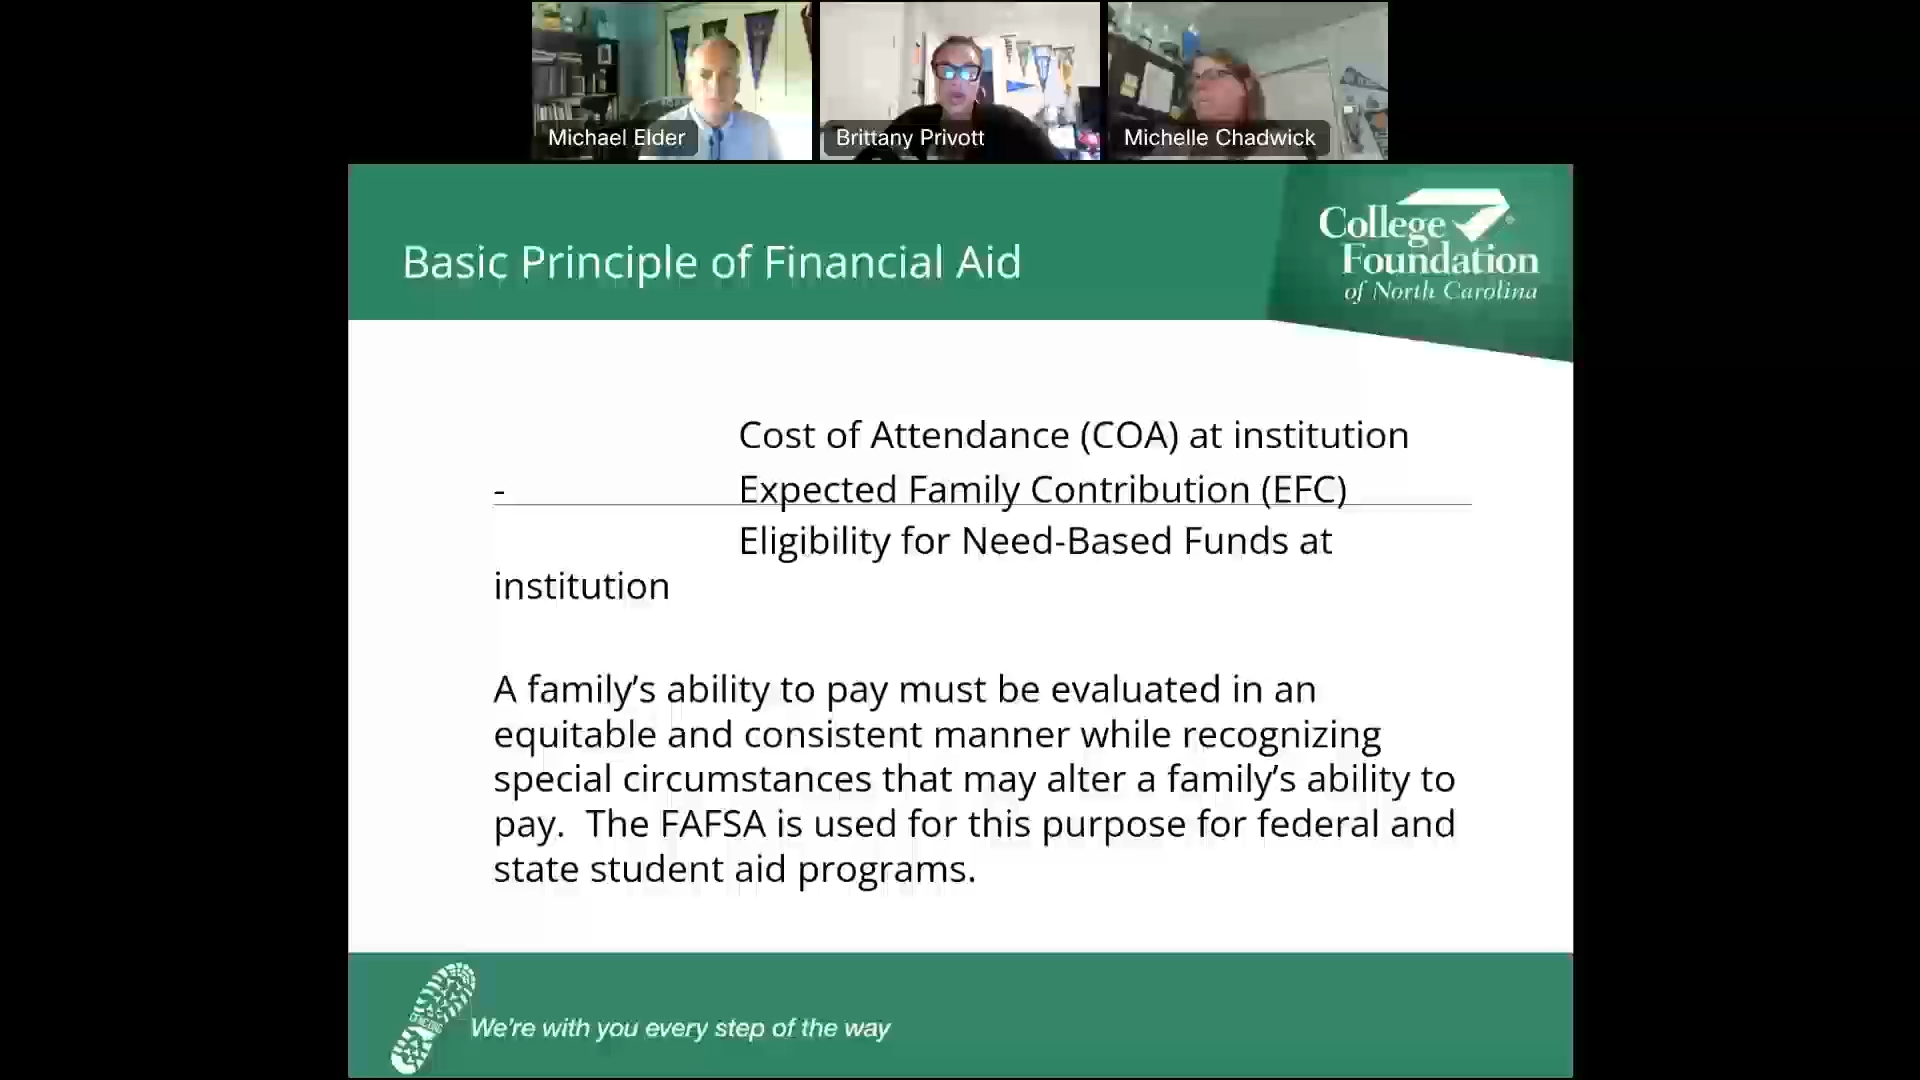 Michael Elder
Brittany Privott
Michelle Chadwick
Basic Principle of Financial Aid
College
Foundation
of North Carolina
Cost of Attendance (COA) at institution
- Expected Family Contribution (EFC)
Eligibility for Need-Based Funds at
institution
A family’s ability to pay must be evaluated in an
equitable and consistent manner while recognizing
special circumstances that may alter a family’s ability to
pay.  The FAFSA is used for this purpose for federal and
state student aid programs.
We're with you every step of the way